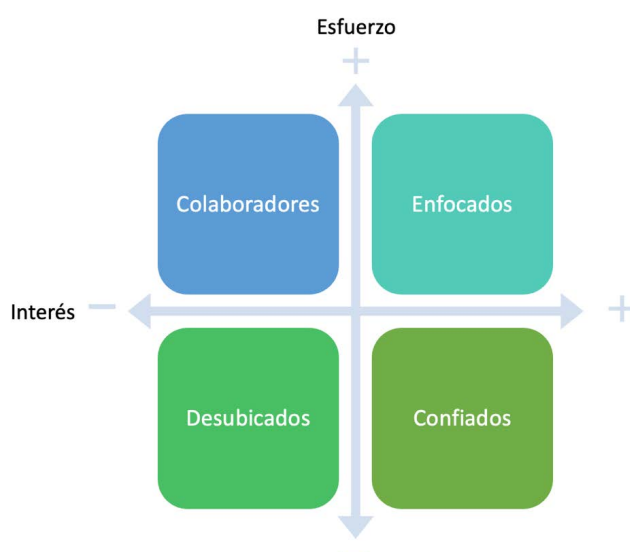 Esfuerzo
+
Colaboradores
Enfocados
Interés
−
+
Desubicados
Confiados